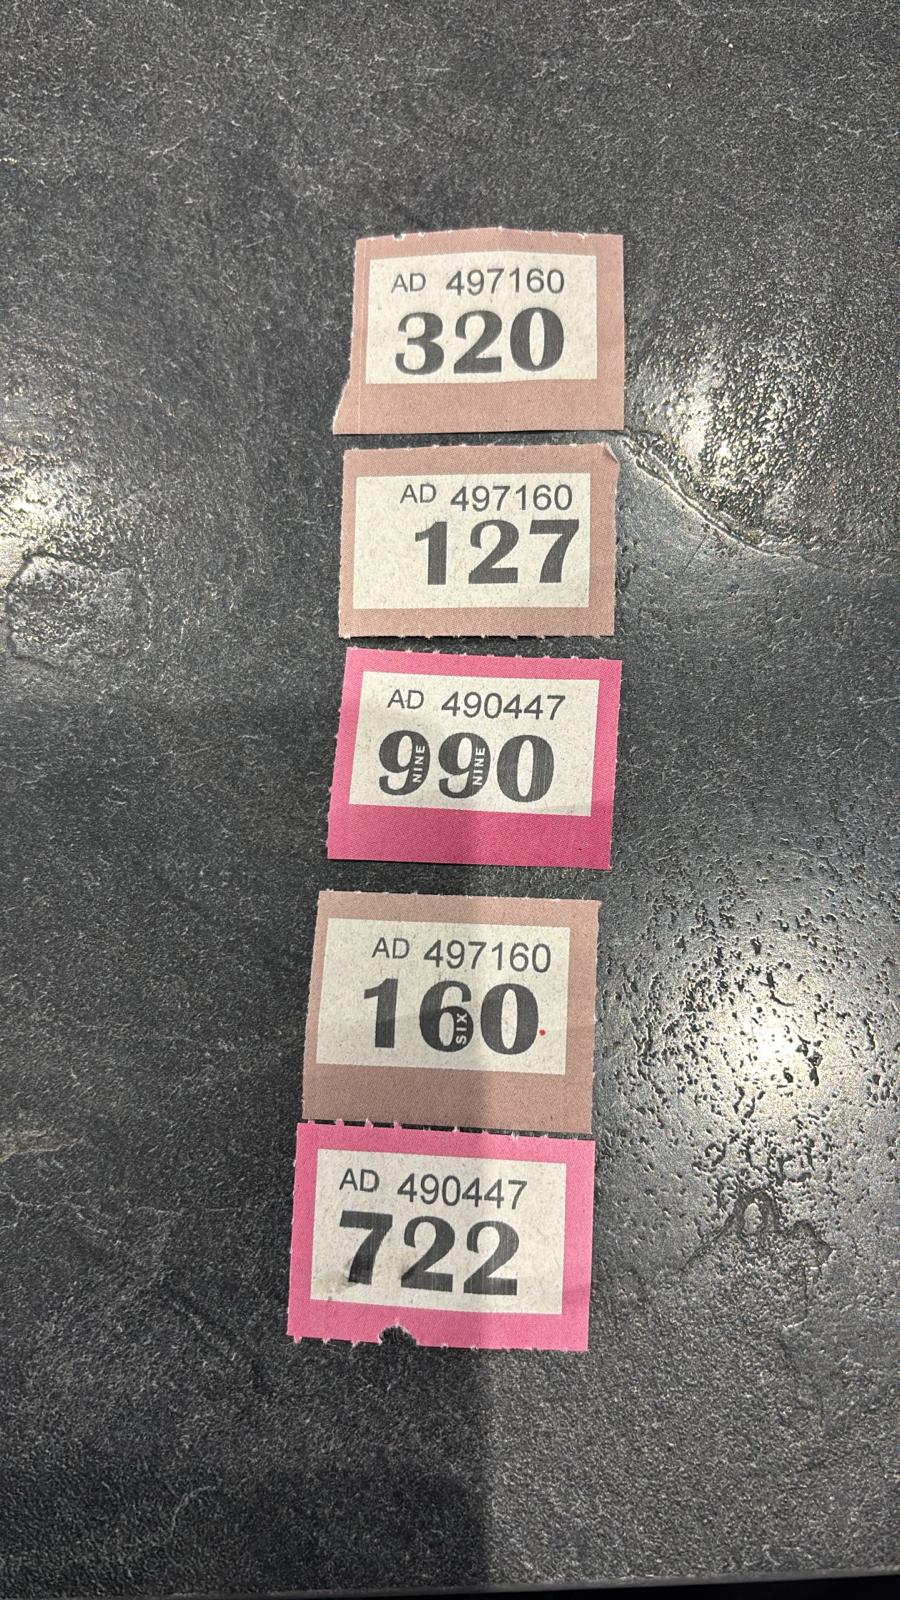 AD 497160
320
AD 497160
127
AD 490447
990
NINE NINE
AD 497160
160
SIX
AD 490447
722